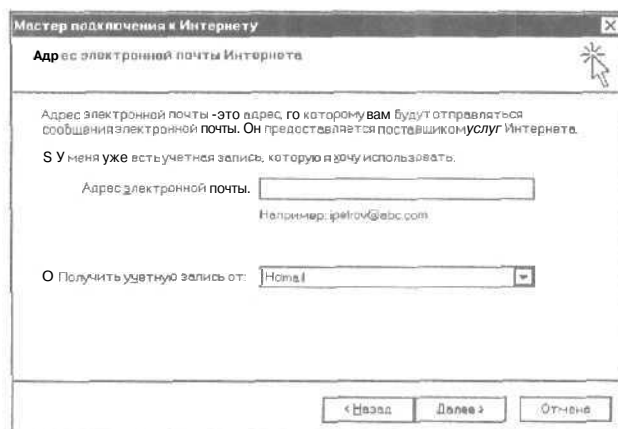 Мастер подключения к Интернету
Адрес электронной почты Интернета
Адрес электронной почты -это адрес, го которому вам будут отправляться
сообщения электронной почты. Он предоставляется поставщиком услуг Интернета.
S У меня уже есть учетная запись, которую я хочу использовать.
Адрес электронной почты.
Например: ipetrov@abc.com
О Получить учетную запись от: Hotmail
< Назад Далее > Отмена